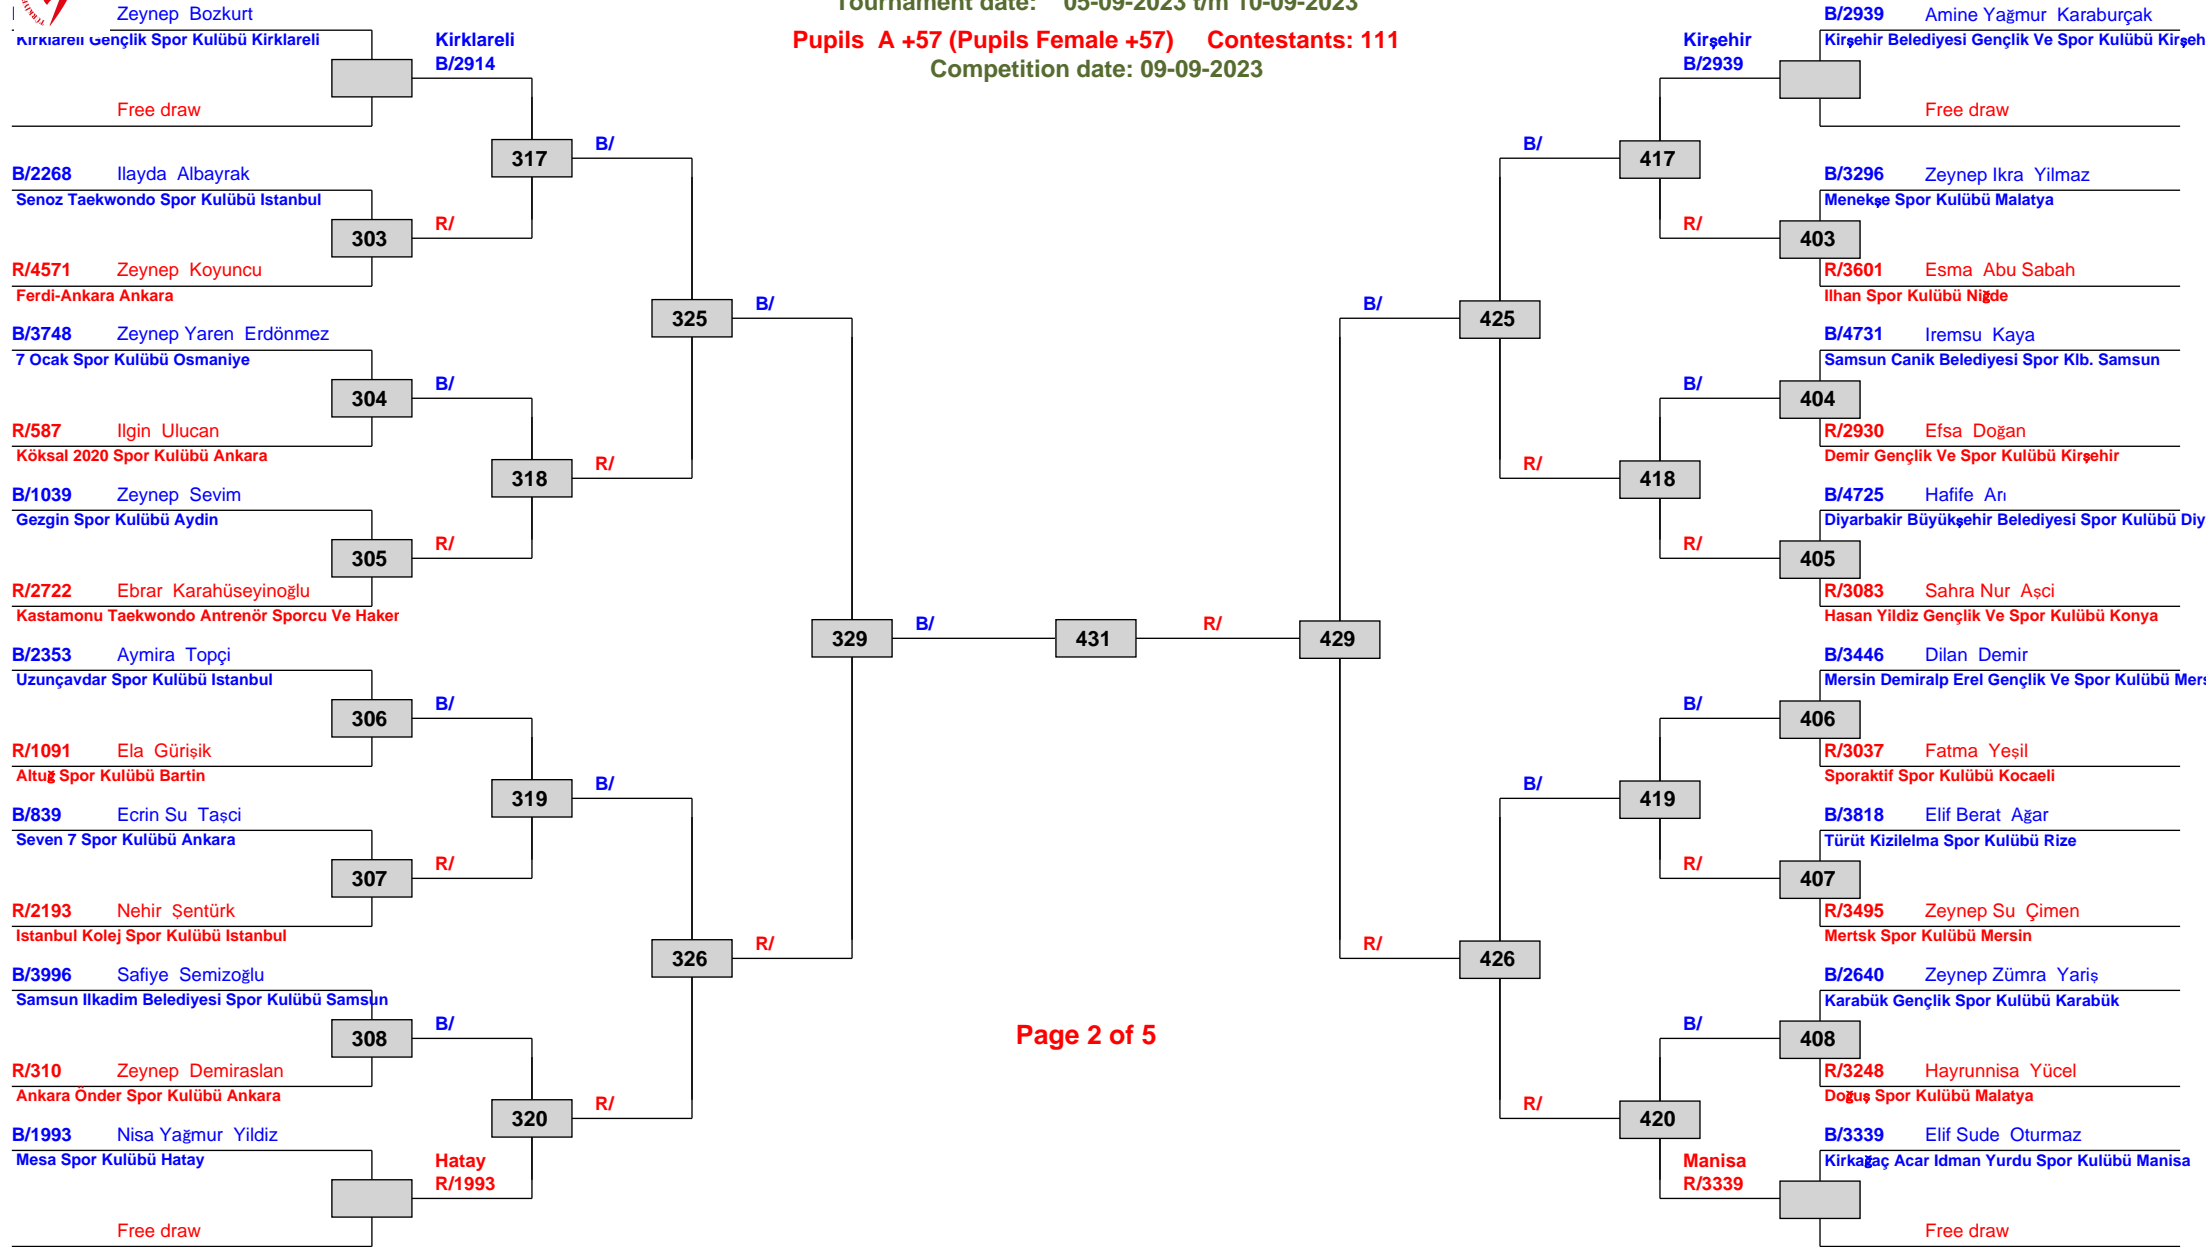 Tournament date: 05-09-2023 t/m 10-09-2023
Pupils A +57 (Pupils Female +57) Contestants: 111
Competition date: 09-09-2023
Zeynep Bozkurt
Kirklareli Gençlik Spor Kulübü Kirklareli
Free draw
Kirklareli
B/2914
B/2268 Ilayda Albayrak
Senoz Taekwondo Spor Kulübü Istanbul
303
R/4571 Zeynep Koyuncu
Ferdi-Ankara Ankara
R/
317
B/
B/3748 Zeynep Yaren Erdönmez
7 Ocak Spor Kulübü Osmaniye
304
R/587 Ilgin Ulucan
Köksal 2020 Spor Kulübü Ankara
B/
318
R/
325
B/
B/1039 Zeynep Sevim
Gezgin Spor Kulübü Aydin
305
R/2722 Ebrar Karahüseyinoğlu
Kastamonu Taekwondo Antrenör Sporcu Ve Haker
R/
B/2353 Aymira Topçi
Uzunçavdar Spor Kulübü Istanbul
306
R/1091 Ela Gürişik
Altuğ Spor Kulübü Bartin
B/
319
B/
B/839 Ecrin Su Taşci
Seven 7 Spor Kulübü Ankara
307
R/2193 Nehir Şentürk
Istanbul Kolej Spor Kulübü Istanbul
R/
326
R/
B/3996 Safiye Semizoğlu
Samsun Ilkadim Belediyesi Spor Kulübü Samsun
308
R/310 Zeynep Demiraslan
Ankara Önder Spor Kulübü Ankara
B/
320
R/
B/1993 Nisa Yağmur Yildiz
Mesa Spor Kulübü Hatay
Hatay
R/1993
Free draw
329
B/
431
R/
429
Page 2 of 5
B/2939 Amine Yağmur Karaburçak
Kirşehir Belediyesi Gençlik Ve Spor Kulübü Kirşeh
Kirşehir
B/2939
Free draw
417
B/
B/3296 Zeynep Ikra Yilmaz
Menekşe Spor Kulübü Malatya
R/
403
R/3601 Esma Abu Sabah
Ilhan Spor Kulübü Niğde
B/
425
B/4731 Iremsu Kaya
Samsun Canik Belediyesi Spor Klb. Samsun
B/
404
R/2930 Efsa Doğan
Demir Gençlik Ve Spor Kulübü Kirşehir
R/
418
B/4725 Hafife Arı
Diyarbakir Büyükşehir Belediyesi Spor Kulübü Diy
R/
405
R/3083 Sahra Nur Aşci
Hasan Yildiz Gençlik Ve Spor Kulübü Konya
B/3446 Dilan Demir
Mersin Demiralp Erel Gençlik Ve Spor Kulübü Mers
B/
406
R/3037 Fatma Yeşil
Sporaktif Spor Kulübü Kocaeli
B/
419
B/3818 Elif Berat Ağar
Türüt Kizilelma Spor Kulübü Rize
R/
407
R/3495 Zeynep Su Çimen
Mertsk Spor Kulübü Mersin
R/
426
B/2640 Zeynep Zümra Yariş
Karabük Gençlik Spor Kulübü Karabük
B/
408
R/3248 Hayrunnisa Yücel
Doğuş Spor Kulübü Malatya
R/
420
B/3339 Elif Sude Oturmaz
Kirkağaç Acar Idman Yurdu Spor Kulübü Manisa
Manisa
R/3339
Free draw